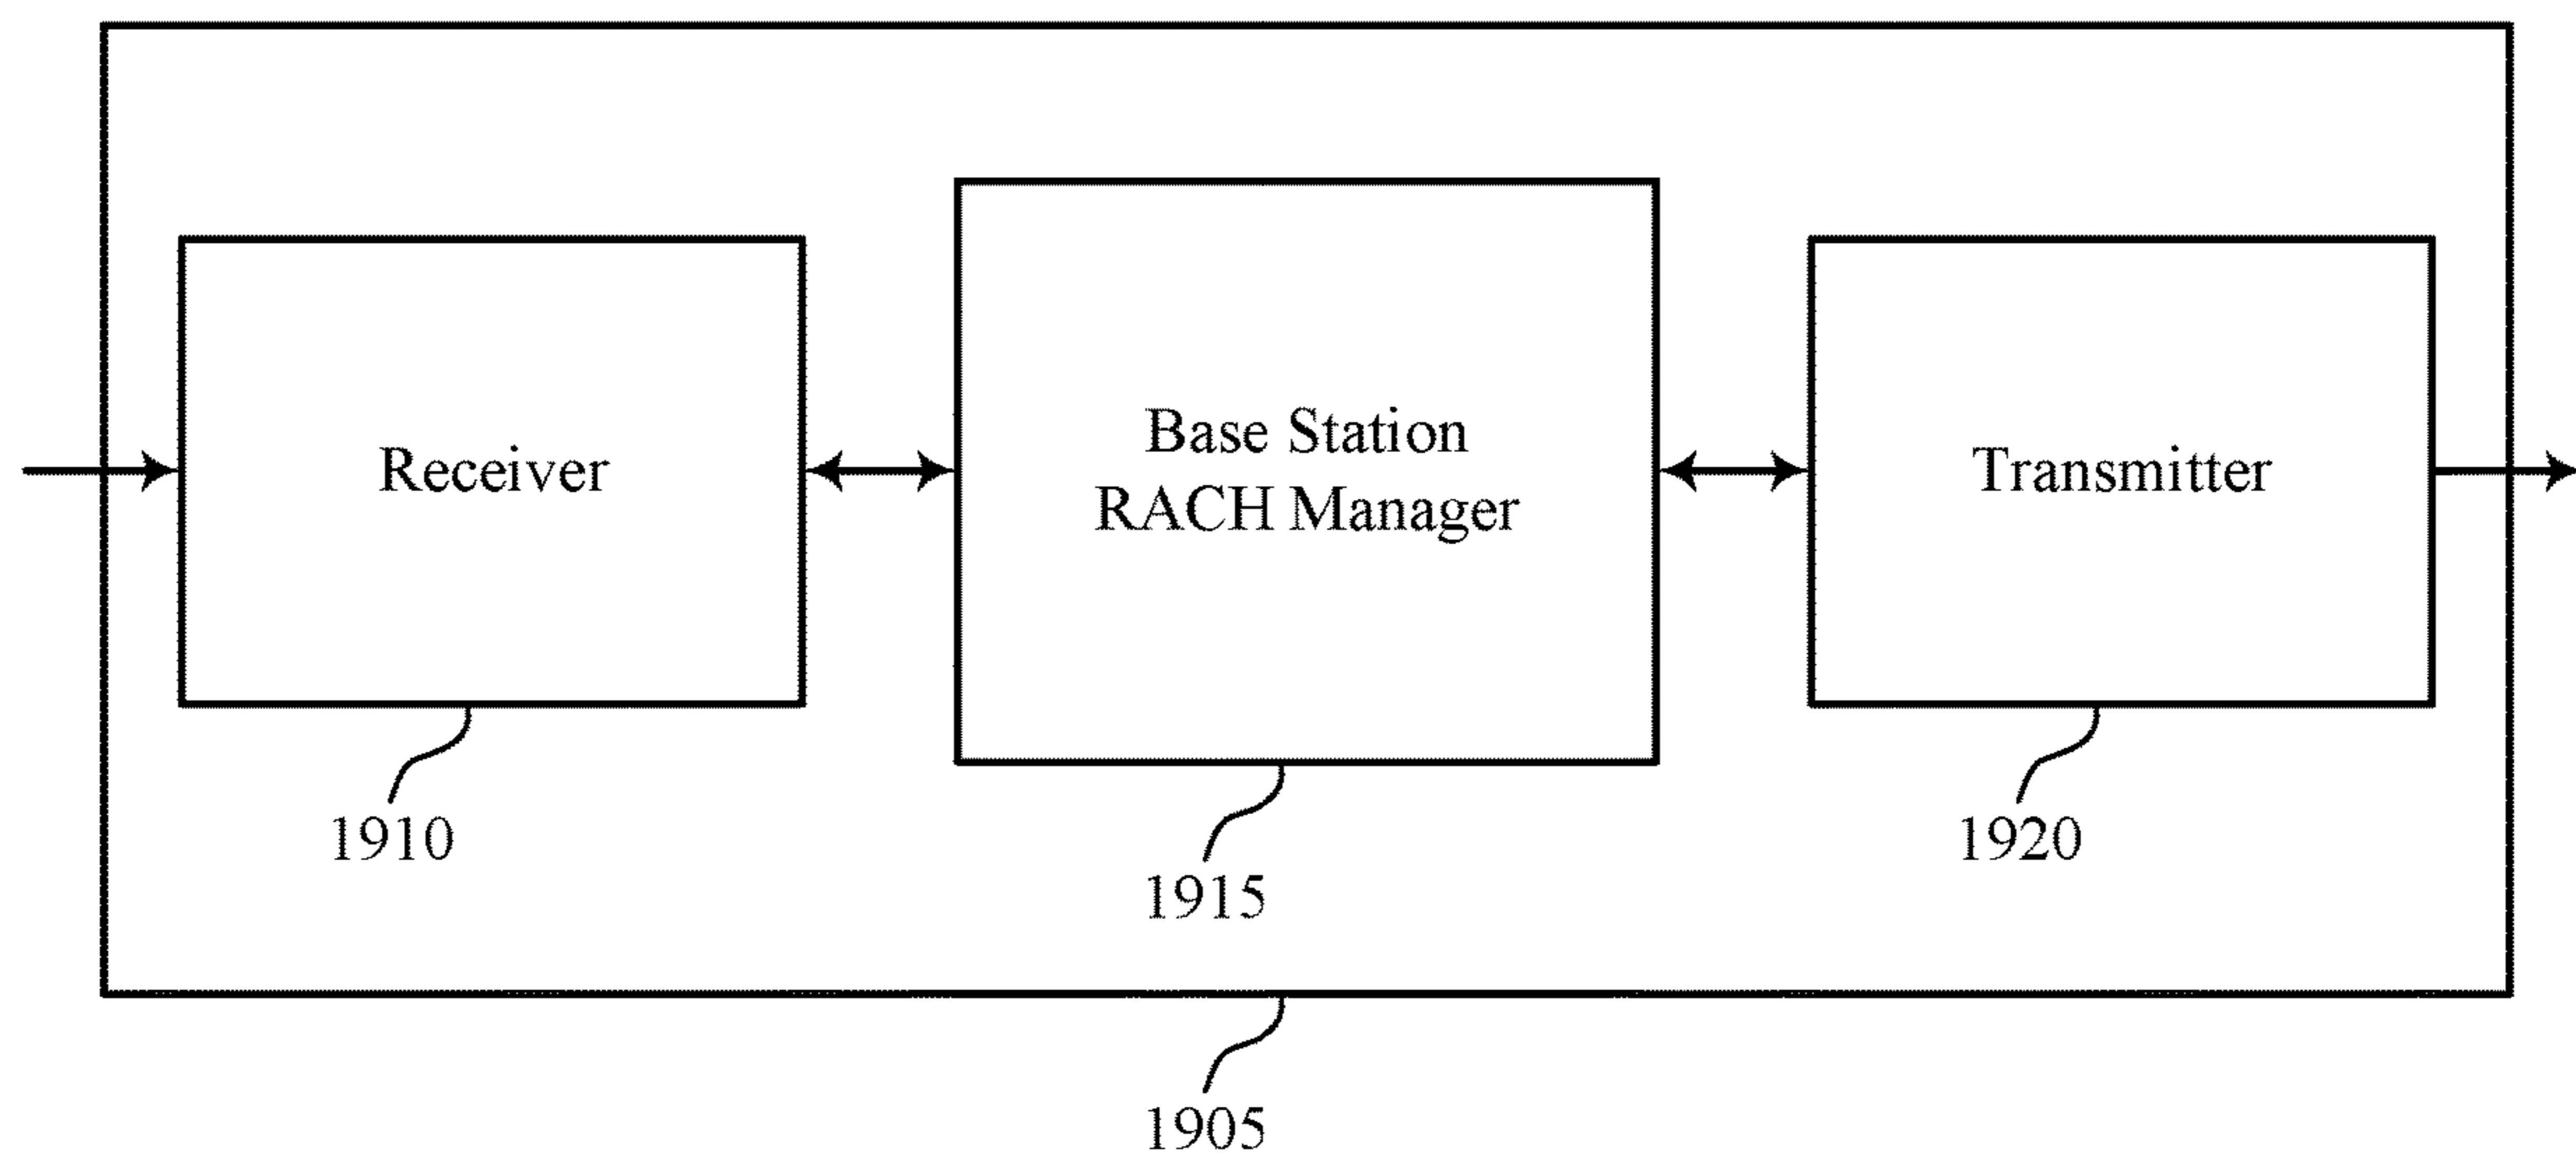 Receiver
Base Station
RACH Manager
Transmitter
1910
1915
1920
1905